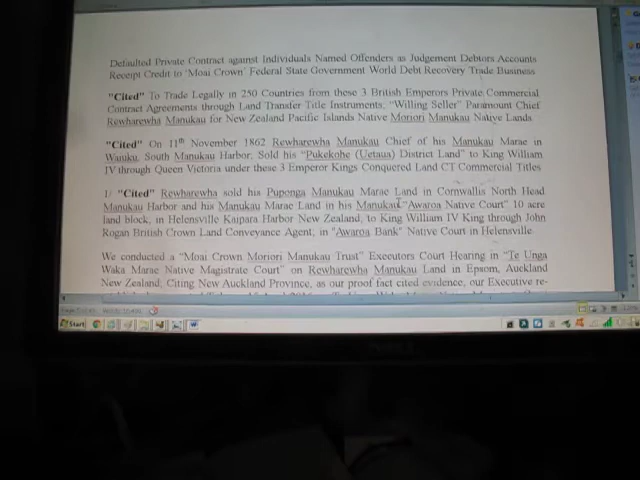 Defaulted Private Contract against Individuals Named Offenders as Judgement Debtors Accounts
Receipt Credit to 'Moai Crown' Federal State Government World Debt Recovery Trade Business
"Cited" To Trade Legally in 250 Countries from these 3 British Emperors Private Commercial
Contract Agreements through Land Transfer Title Instruments, "Willing Seller" Paramount Chief
Rewharewha Manukau for New Zealand Pacific Islands Native Moriori Manukau Native Lands.
"Cited" On 11th November 1862 Rewharewha Manukau Chief of his Manukau Marae in
Waiuku, South Manukau Harbor; Sold his "Pukekohe (Uetaua) District Land" to King William
IV through Queen Victoria under these 3 Emperor Kings Conquered Land CT Commercial Titles
1/ "Cited" Rewharewha sold his Puponga Manukau Marae Land in Cornwallis North Head
Manukau Harbor and his Manukau Marae Land in his Manukau "Awaroa Native Court" 10 acre
land block, in Helensville Kaipara Harbor New Zealand, to King William IV King through John
Rogan British Crown Land Conveyance Agent, in "Awaroa Bank" Native Court in Helensville.
We conducted a "Moai Crown Moriori Manukau Trust" Executors Court Hearing in "Te Unga
Waka Marae Native Magistrate Court" on Rewharewha Manukau Land in Epsom, Auckland
New Zealand, Citing New Auckland Province, as our proof fact cited evidence, our Executive re-
Start